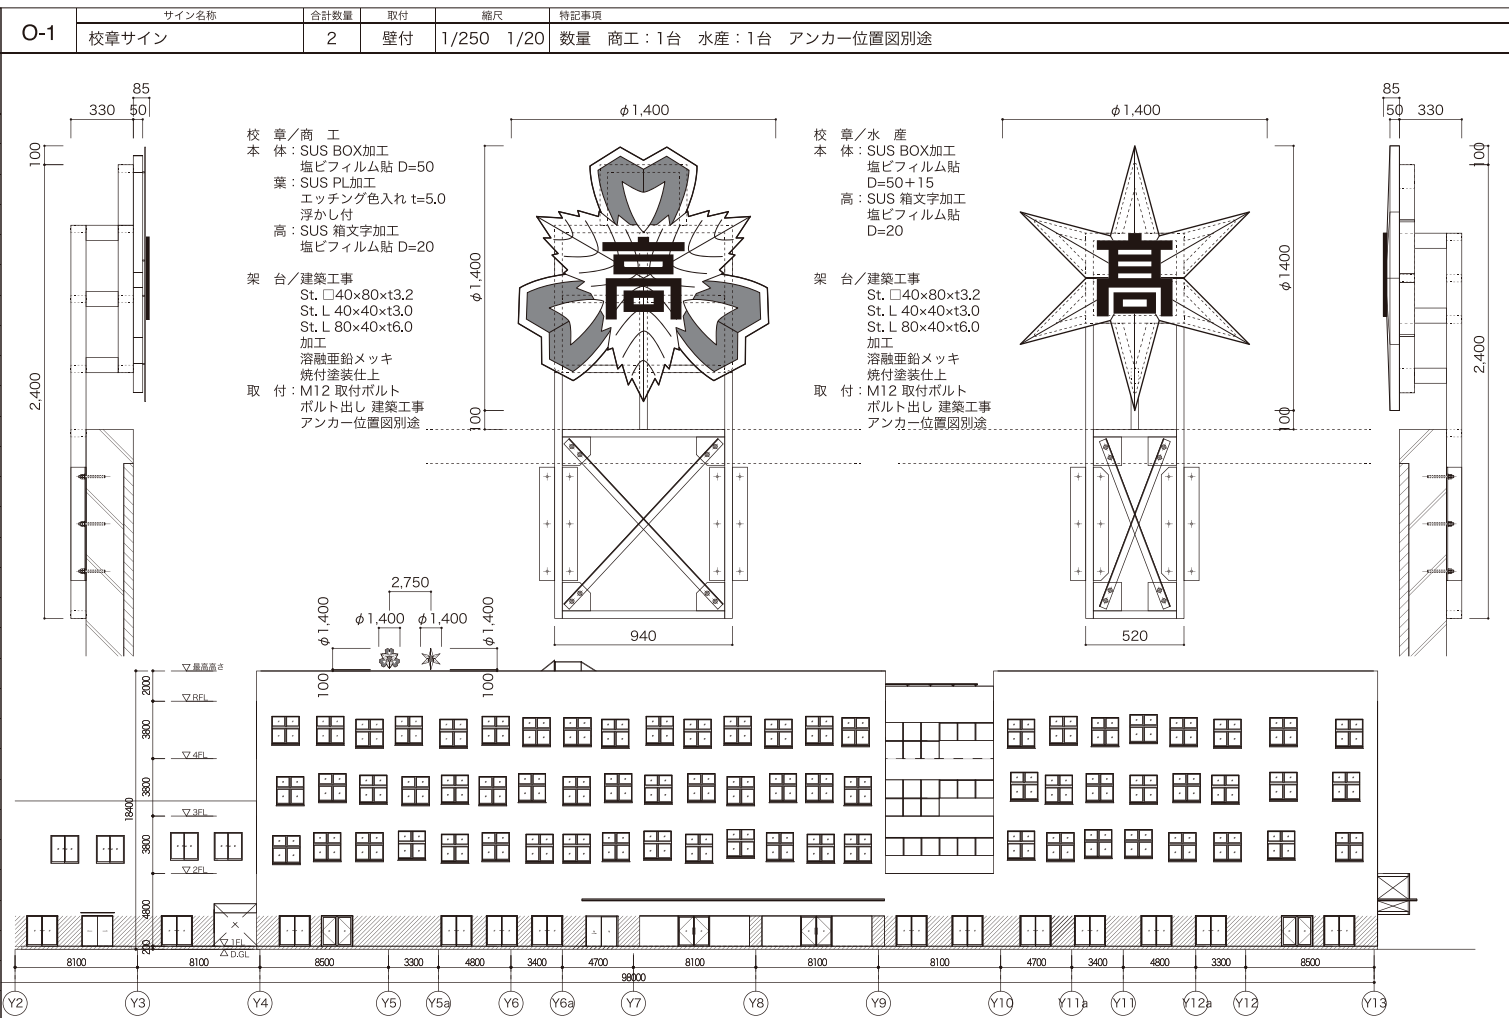 サイン名称 合計数量 取付 縮尺 特記事項
O-1 校章サイン 2 壁付 1/250 1/20 数量 商工：1台 水産：1台 アンカー位置図別途
85
330 50
100
2,400
校 章／商 工
本 体：SUS BOX加工
塩ビフィルム貼 D=50
葉：SUS PL加工
エッチング色入れ t=5.0
浮かし付
高：SUS 箱文字加工
塩ビフィルム貼 D=20
架 台／建築工事
St. □40×80×t3.2
St. L 40×40×t3.0
St. L 80×40×t6.0
加工
溶融亜鉛メッキ
焼付塗装仕上
取 付：M12 取付ボルト
ボルト出し 建築工事
アンカー位置図別途
φ1,400
φ1,400
100
高
940
校 章／水 産
本 体：SUS BOX加工
塩ビフィルム貼
D=50＋15
高：SUS 箱文字加工
塩ビフィルム貼
D=20
架 台／建築工事
St. □40×80×t3.2
St. L 40×40×t3.0
St. L 80×40×t6.0
加工
溶融亜鉛メッキ
焼付塗装仕上
取 付：M12 取付ボルト
ボルト出し 建築工事
アンカー位置図別途
φ1,400
φ1400
100
髙
520
85
50 330
100
2,400
2,750
φ1,400 φ1,400 φ1,400 φ1,400
100 100
▽最高高さ
2000
▽RFL
3800
▽4FL
3800
▽3FL
18400
3800
▽2FL
4800
▽1FL
200
△D.GL
8100 8100 8500 3300 4800 3400 4700 8100 8100 8100 4700 3400 4800 3300 8500
98000
Y2 Y3 Y4 Y5 Y5a Y6 Y6a Y7 Y8 Y9 Y10 Y11a Y11 Y12a Y12 Y13